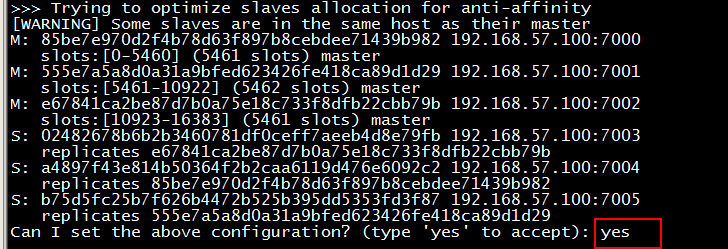 >>> Trying to optimize slaves allocation for anti-affinity
[WARNING] Some slaves are in the same host as their master
M: 85be7e970d2f4b78d63f897b8cebdee71439b982 192.168.57.100:7000
   slots:[0-5460] (5461 slots) master
M: 555e7a5a8d0a31a9bfed623426fe418ca89d1d29 192.168.57.100:7001
   slots:[5461-10922] (5462 slots) master
M: e67841ca2be87d7b0a75e18c733f8dfb22cbb79b 192.168.57.100:7002
   slots:[10923-16383] (5461 slots) master
S: 02482678b6b2b3460781df0ceff7aeeb4d8e79fb 192.168.57.100:7003
   replicates e67841ca2be87d7b0a75e18c733f8dfb22cbb79b
S: a4897f43e814b50364f2b2caa6119d476e6092c2 192.168.57.100:7004
   replicates 85be7e970d2f4b78d63f897b8cebdee71439b982
S: b75d5fc25b7f626b4472b525b395dd5353fd3f87 192.168.57.100:7005
   replicates 555e7a5a8d0a31a9bfed623426fe418ca89d1d29
Can I set the above configuration? (type 'yes' to accept): yes